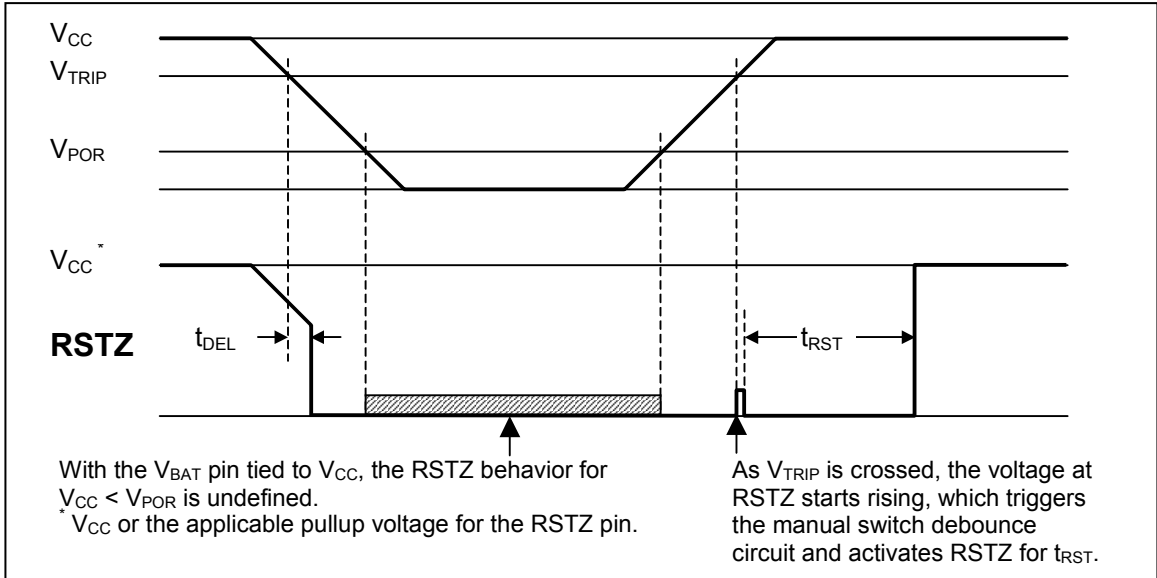 VCC
VTRIP
VPOR
VCC *
RSTZ
tDEL
tRST
With the VBAT pin tied to VCC, the RSTZ behavior for
VCC < VPOR is undefined.
* VCC or the applicable pullup voltage for the RSTZ pin.
As VTRIP is crossed, the voltage at
RSTZ starts rising, which triggers
the manual switch debounce
circuit and activates RSTZ for tRST.